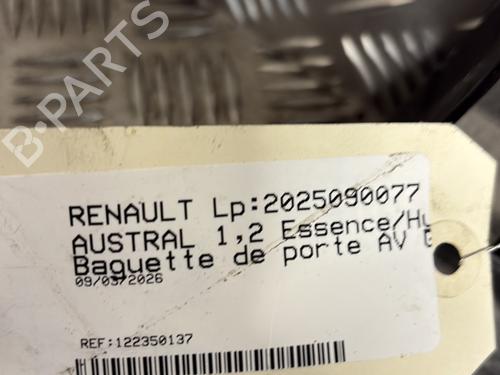 B-PARTS
RENAULT Lp:2025090077
AUSTRAL 1,2 Essence/Hy
Baguette de porte AV
09/03/2026
REF:122350137